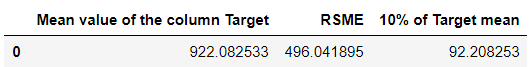 Mean value of the column Target RSME 10% of Target mean
0 922.082533 496.041895 92.208253